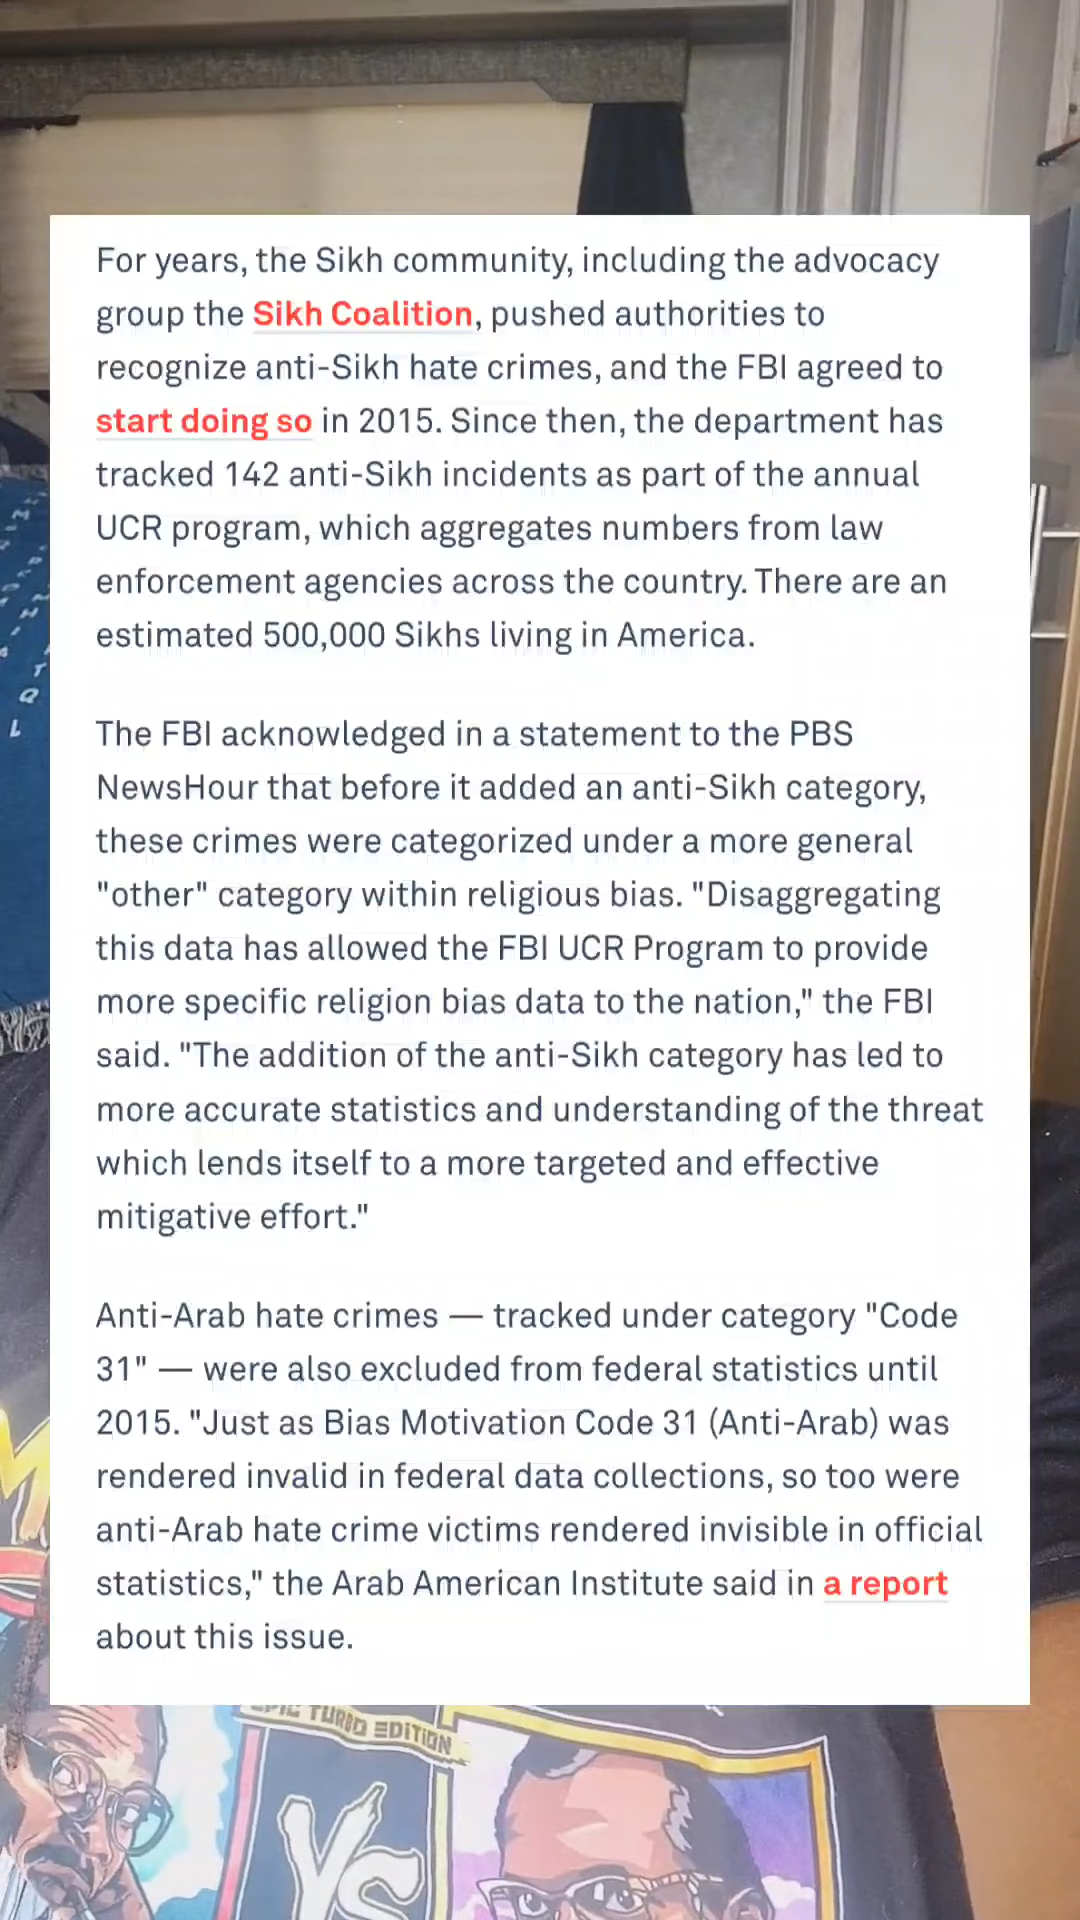 For years, the Sikh community, including the advocacy
group the Sikh Coalition, pushed authorities to
recognize anti-Sikh hate crimes, and the FBI agreed to
start doing so in 2015. Since then, the department has
tracked 142 anti-Sikh incidents as part of the annual
UCR program, which aggregates numbers from law
enforcement agencies across the country. There are an
estimated 500,000 Sikhs living in America.
The FBI acknowledged in a statement to the PBS
NewsHour that before it added an anti-Sikh category,
these crimes were categorized under a more general
"other" category within religious bias. "Disaggregating
this data has allowed the FBI UCR Program to provide
more specific religion bias data to the nation," the FBI
said. "The addition of the anti-Sikh category has led to
more accurate statistics and understanding of the threat
which lends itself to a more targeted and effective
mitigative effort."
Anti-Arab hate crimes — tracked under category "Code
31" — were also excluded from federal statistics until
2015. "Just as Bias Motivation Code 31 (Anti-Arab) was
rendered invalid in federal data collections, so too were
anti-Arab hate crime victims rendered invisible in official
statistics," the Arab American Institute said in a report
about this issue.
EPIC TURBO EDITION
VS